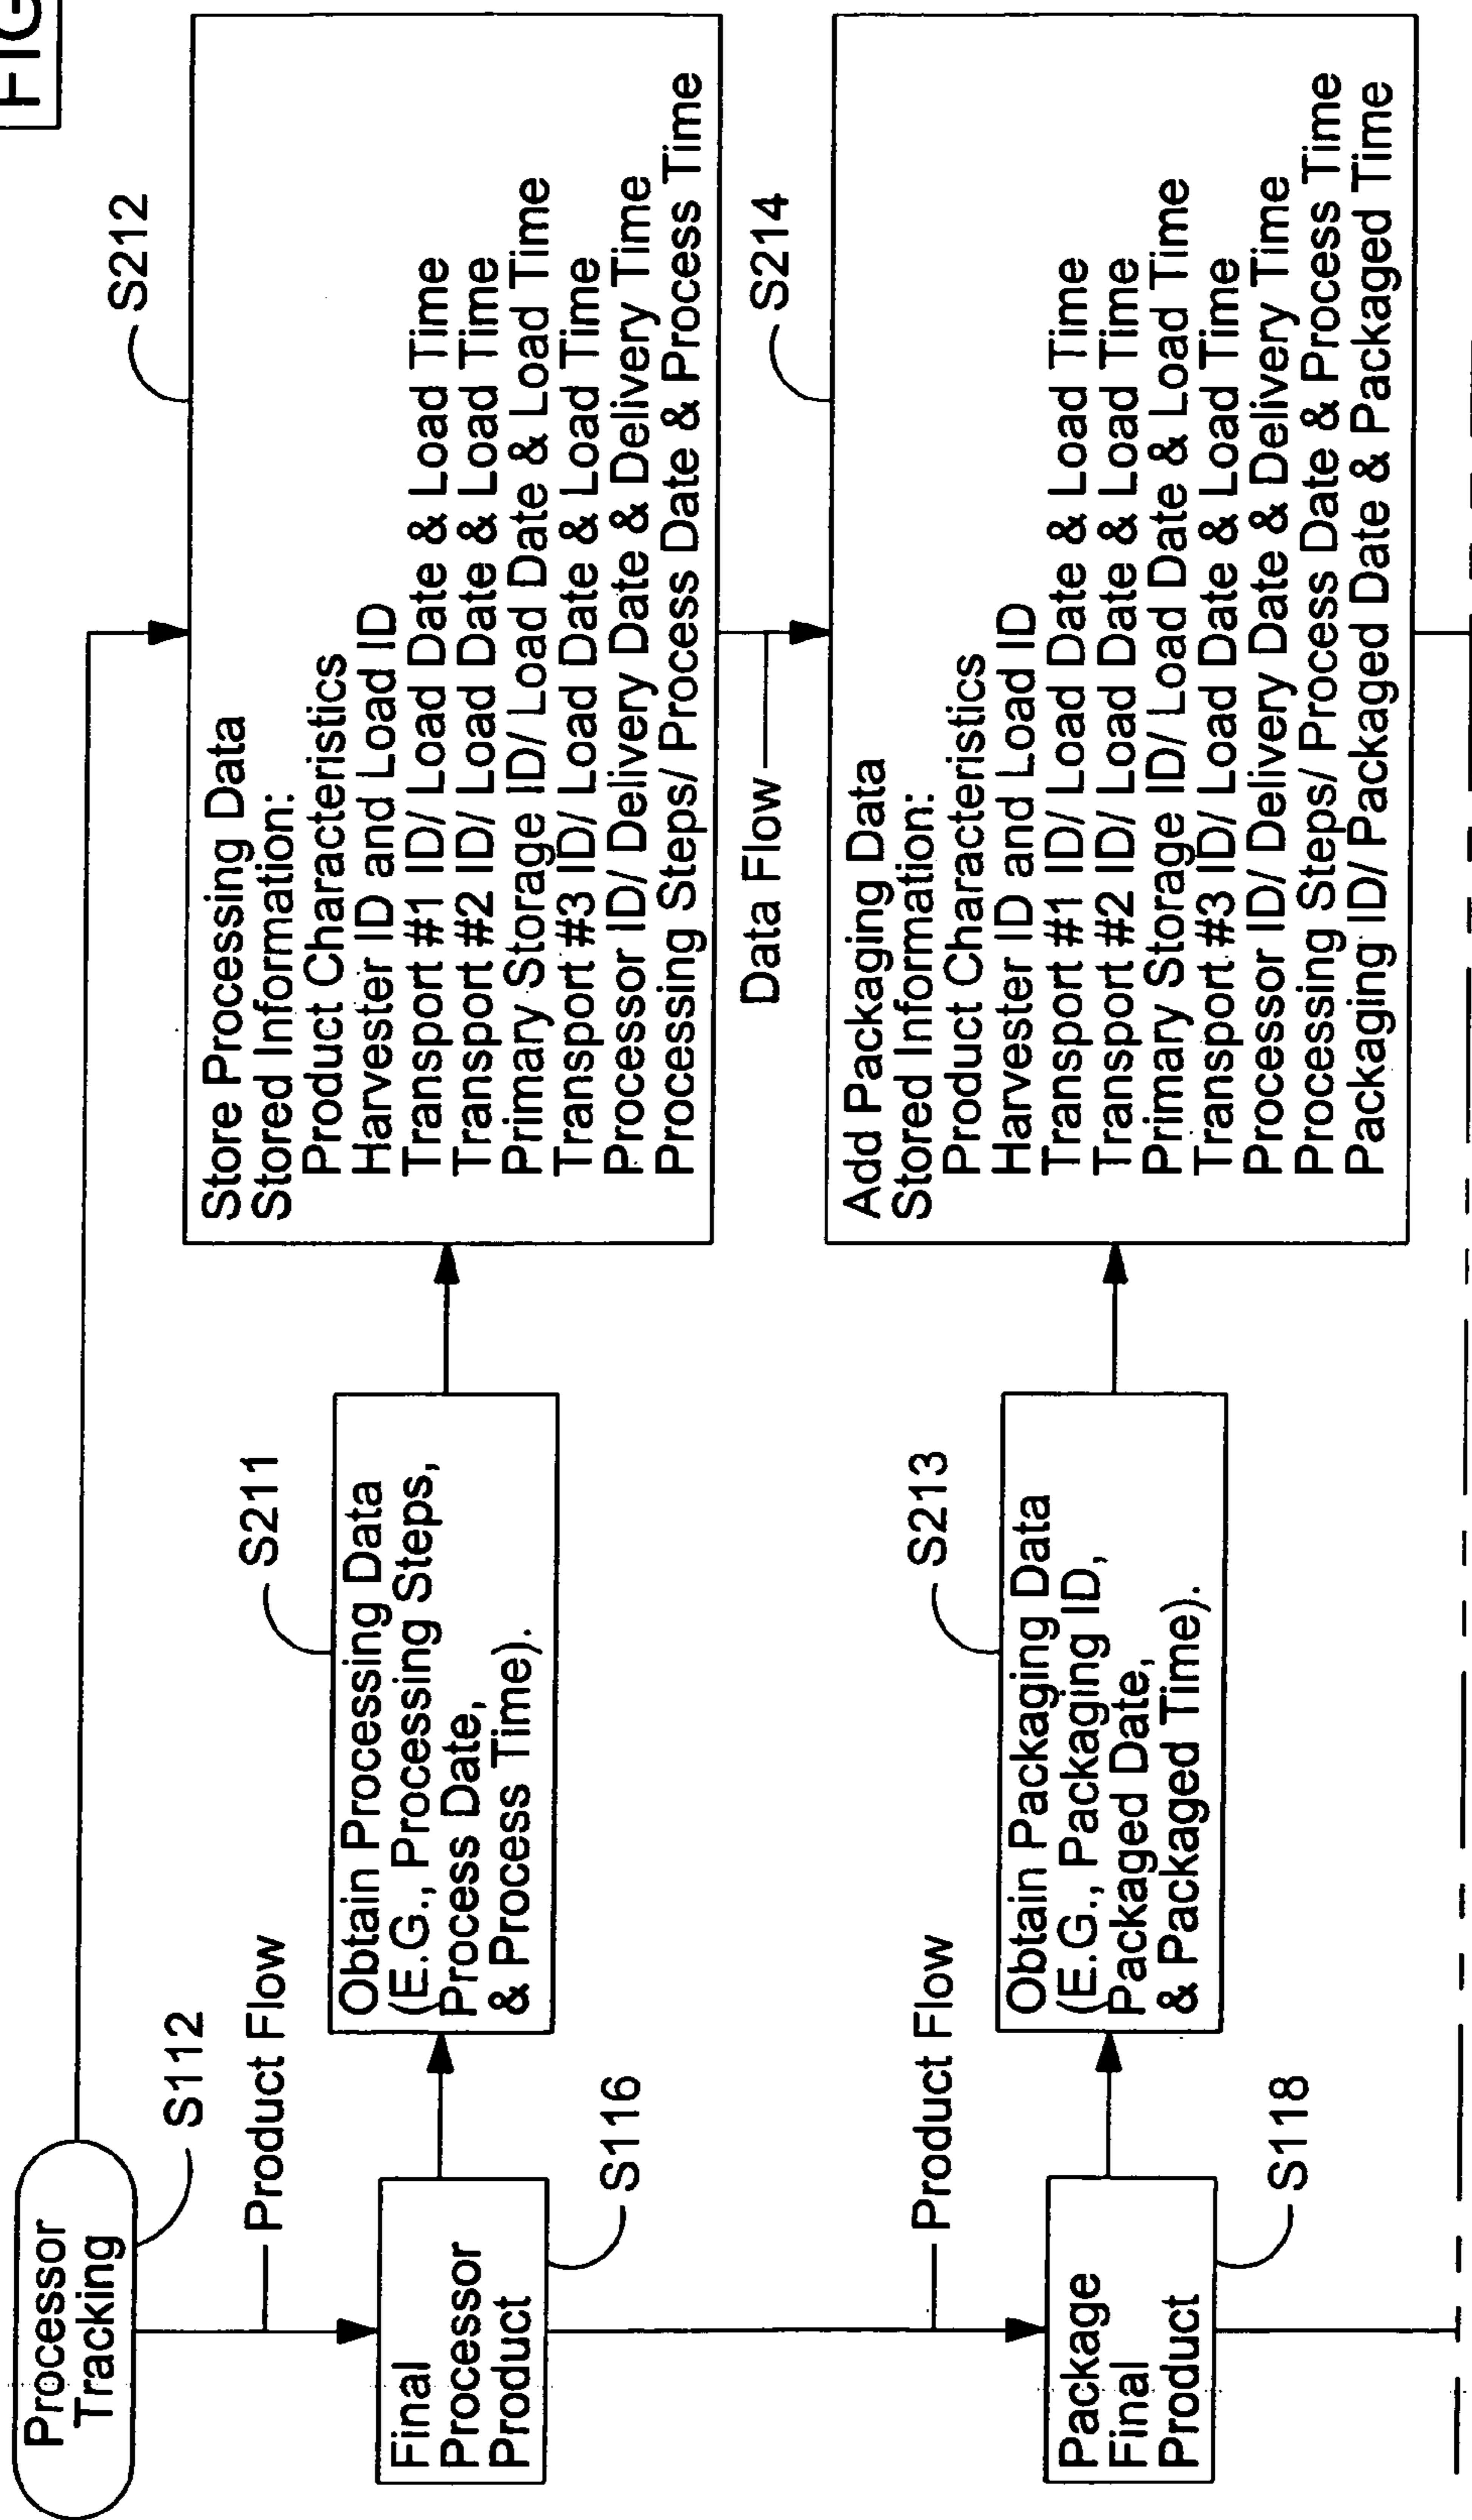 FIG
Processor
Tracking
S112
Product Flow
Final
Processor
Product
S116
Obtain Processing Data
(E.G., Processing Steps,
Process Date,
& Process Time).
S211
S212
Store Processing Data
Stored Information:
Product Characteristics
Harvester ID and Load ID
Transport #1 ID/ Load Date & Load Time
Transport #2 ID/ Load Date & Load Time
Primary Storage ID/ Load Date & Load Time
Transport #3 ID/ Load Date & Load Time
Processor ID/ Delivery Date & Delivery Time
Processing Steps/ Process Date & Process Time
Data Flow
Product Flow
Package
Final
Product
S118
Obtain Packaging Data
(E.G., Packaging ID,
Packaged Date,
& Packaged Time).
S213
S214
Add Packaging Data
Stored Information:
Product Characteristics
Harvester ID and Load ID
Transport #1 ID/ Load Date & Load Time
Transport #2 ID/ Load Date & Load Time
Primary Storage ID/ Load Date & Load Time
Transport #3 ID/ Load Date & Load Time
Processor ID/ Delivery Date & Delivery Time
Processing Steps/ Process Date & Process Time
Packaging ID/ Packaged Date & Packaged Time